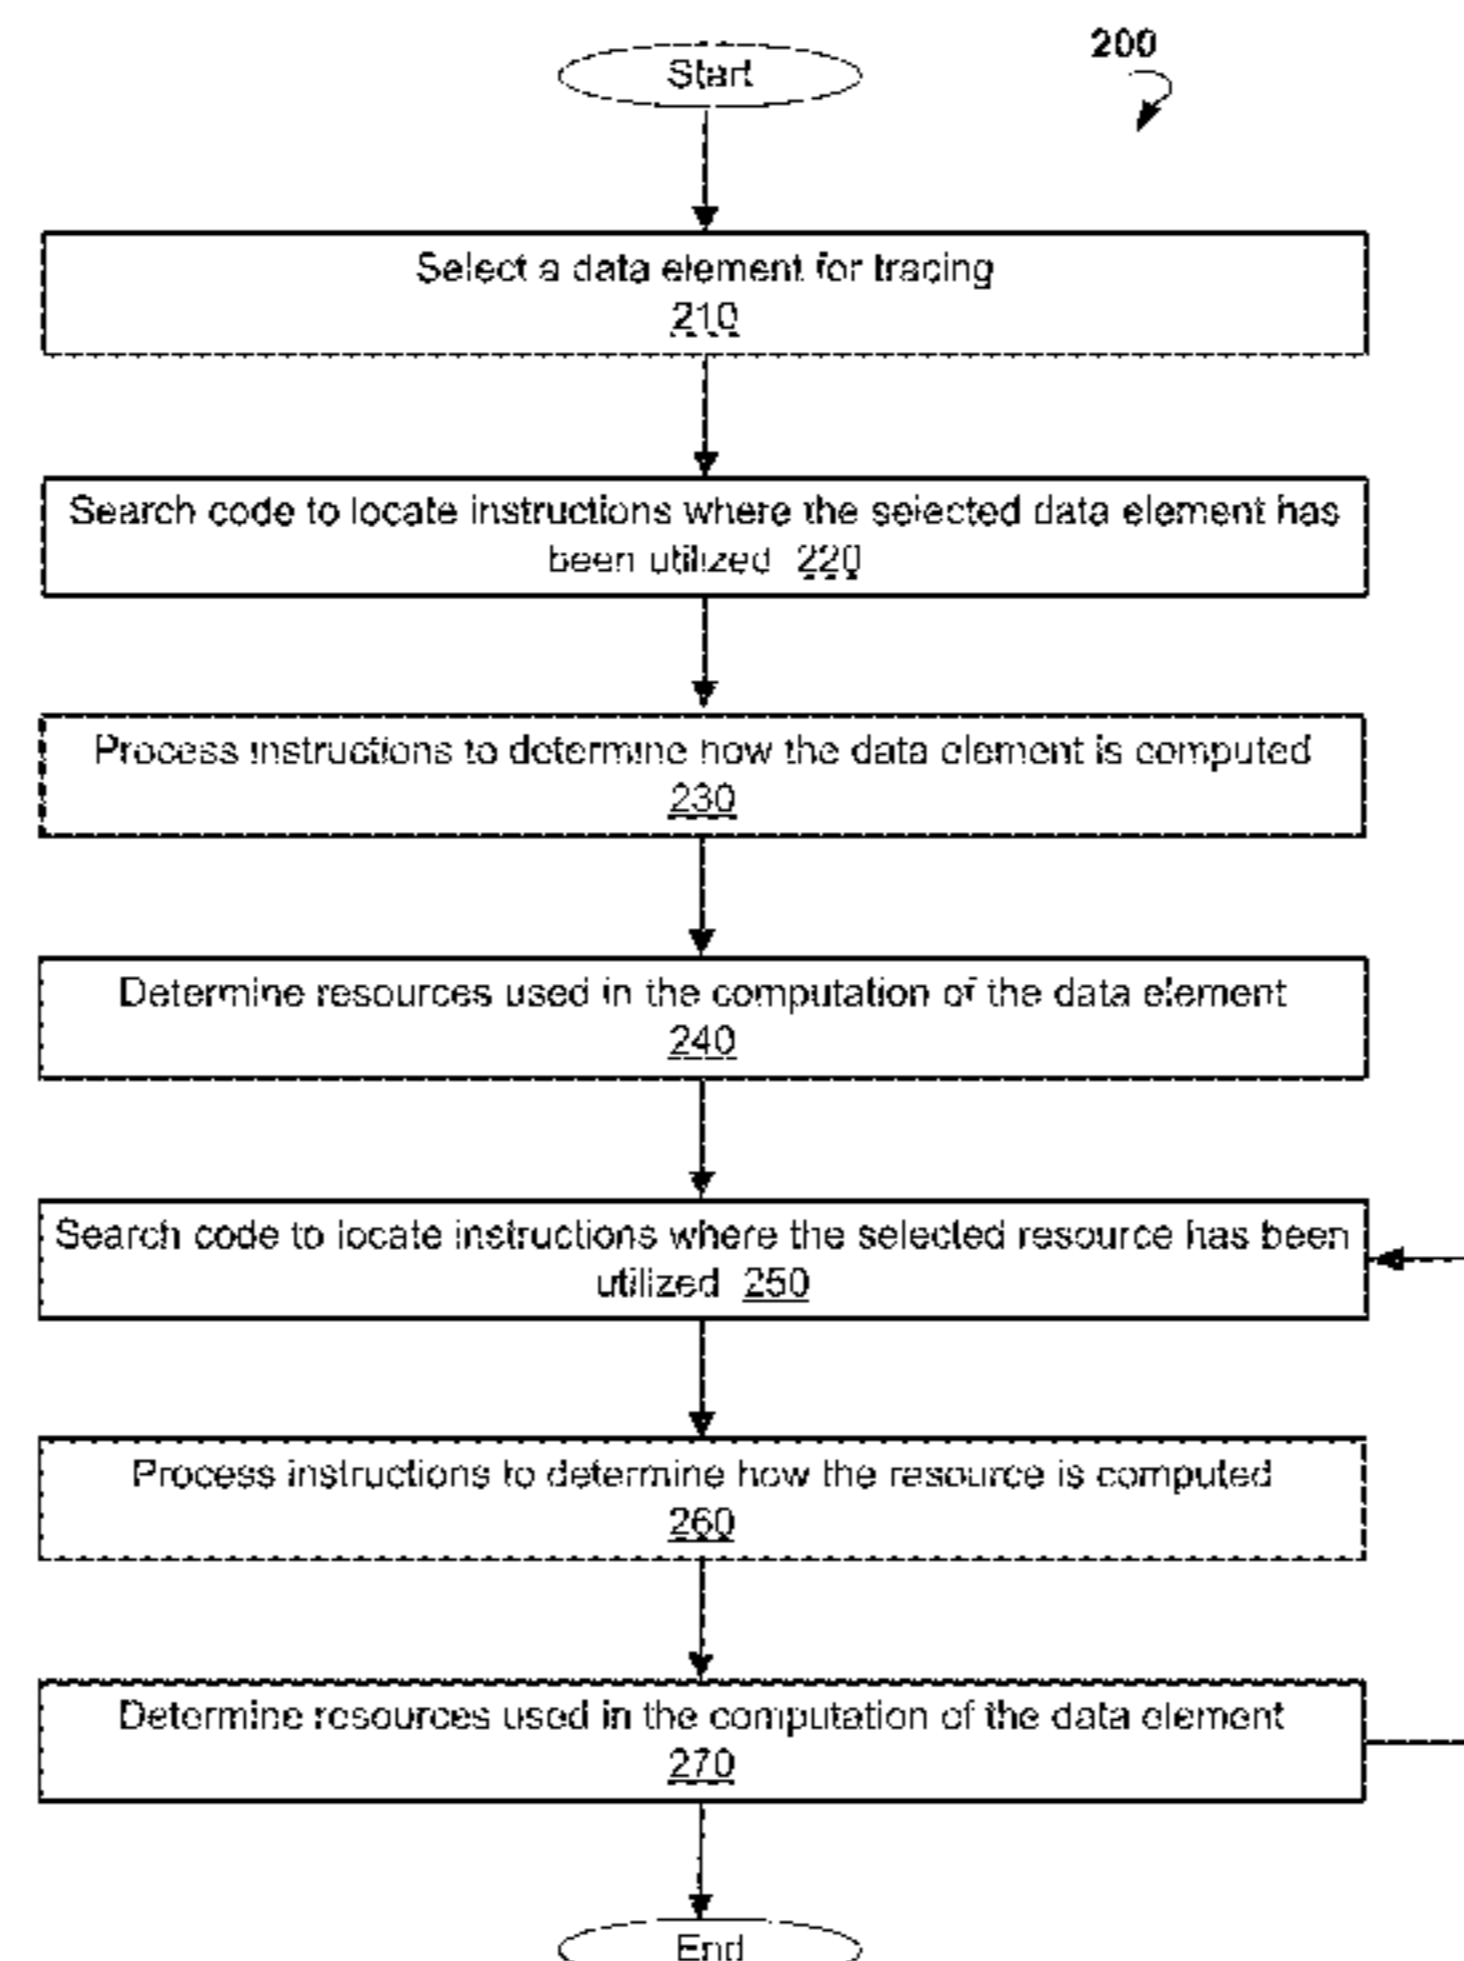 200
Start
Select a data element for tracing
210
Search code to locate instructions where the selected data element has
been utilized 220
Process instructions to determine how the data element is computed
230
Determine resources used in the computation of the data element
240
Search code to locate instructions where the selected resource has been
utilized 250
Process instructions to determine how the resource is computed
260
Determine resources used in the computation of the data element
270
End